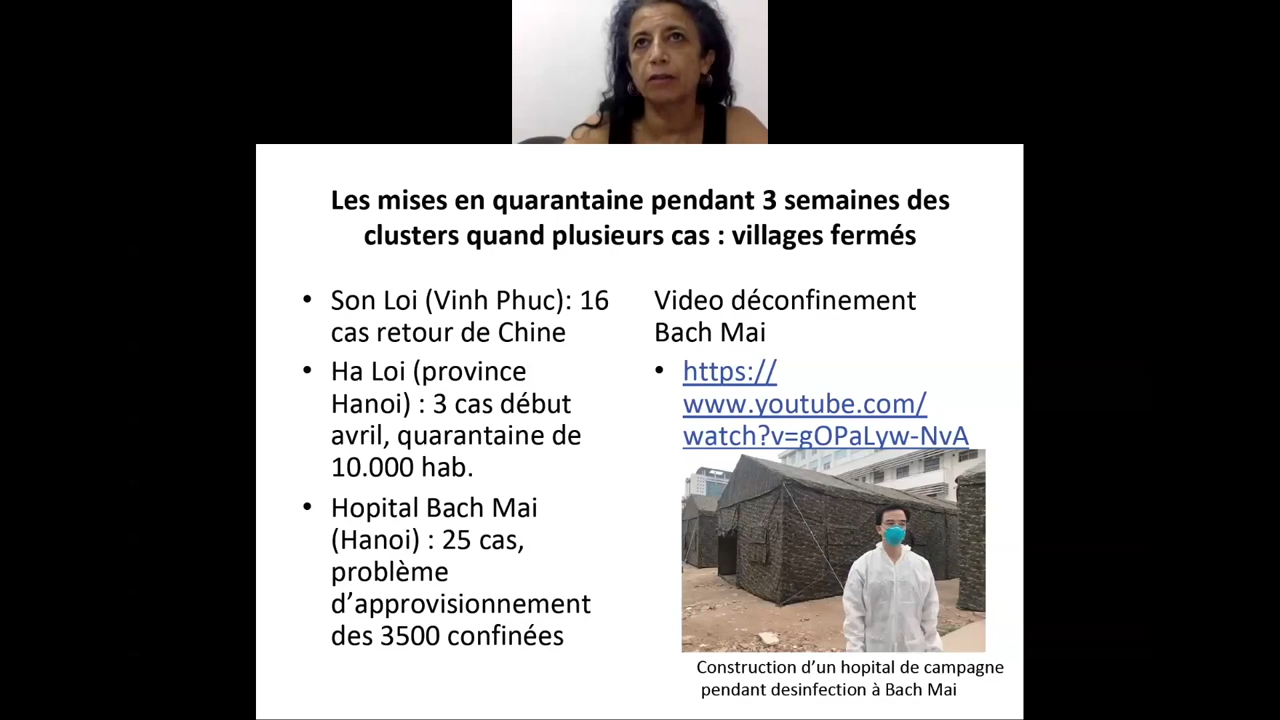 Les mises en quarantaine pendant 3 semaines des
clusters quand plusieurs cas : villages fermés
• Son Loi (Vinh Phuc): 16
cas retour de Chine
• Ha Loi (province
Hanoi) : 3 cas début
avril, quarantaine de
10.000 hab.
• Hopital Bach Mai
(Hanoi) : 25 cas,
problème
d’approvisionnement
des 3500 confinées
Video déconfinement
Bach Mai
• https://
www.youtube.com/
watch?v=gOPaLyw-NvA
Construction d’un hopital de campagne
pendant desinfection à Bach Mai